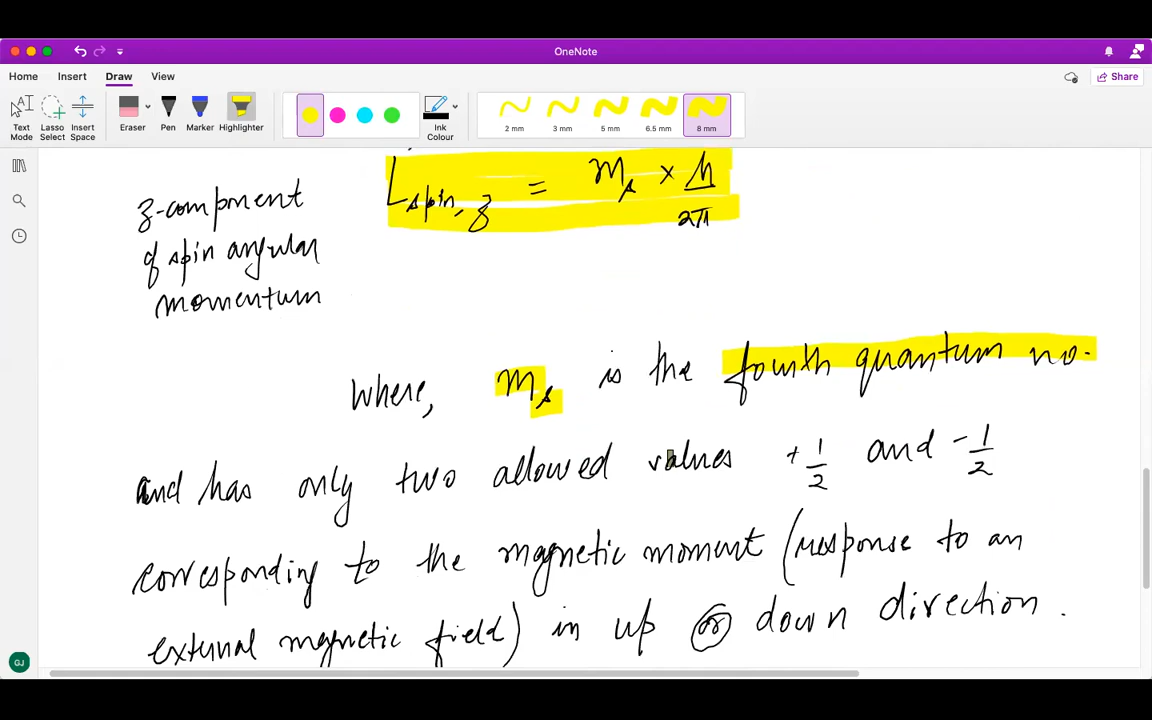 OneNote
Home Insert Draw View
Share
Text Mode
Lasso Select
Insert Space
Eraser
Pen
Marker
Highlighter
Ink Colour
2 mm
3 mm
5 mm
6.5 mm
8 mm
L spin, z = ms × h/2π
z-component
of spin angular
momentum
where, ms is the fourth quantum no.
and has only two allowed values +1/2 and -1/2
corresponding to the magnetic moment (response to an
external magnetic field) in up or down direction.
GJ